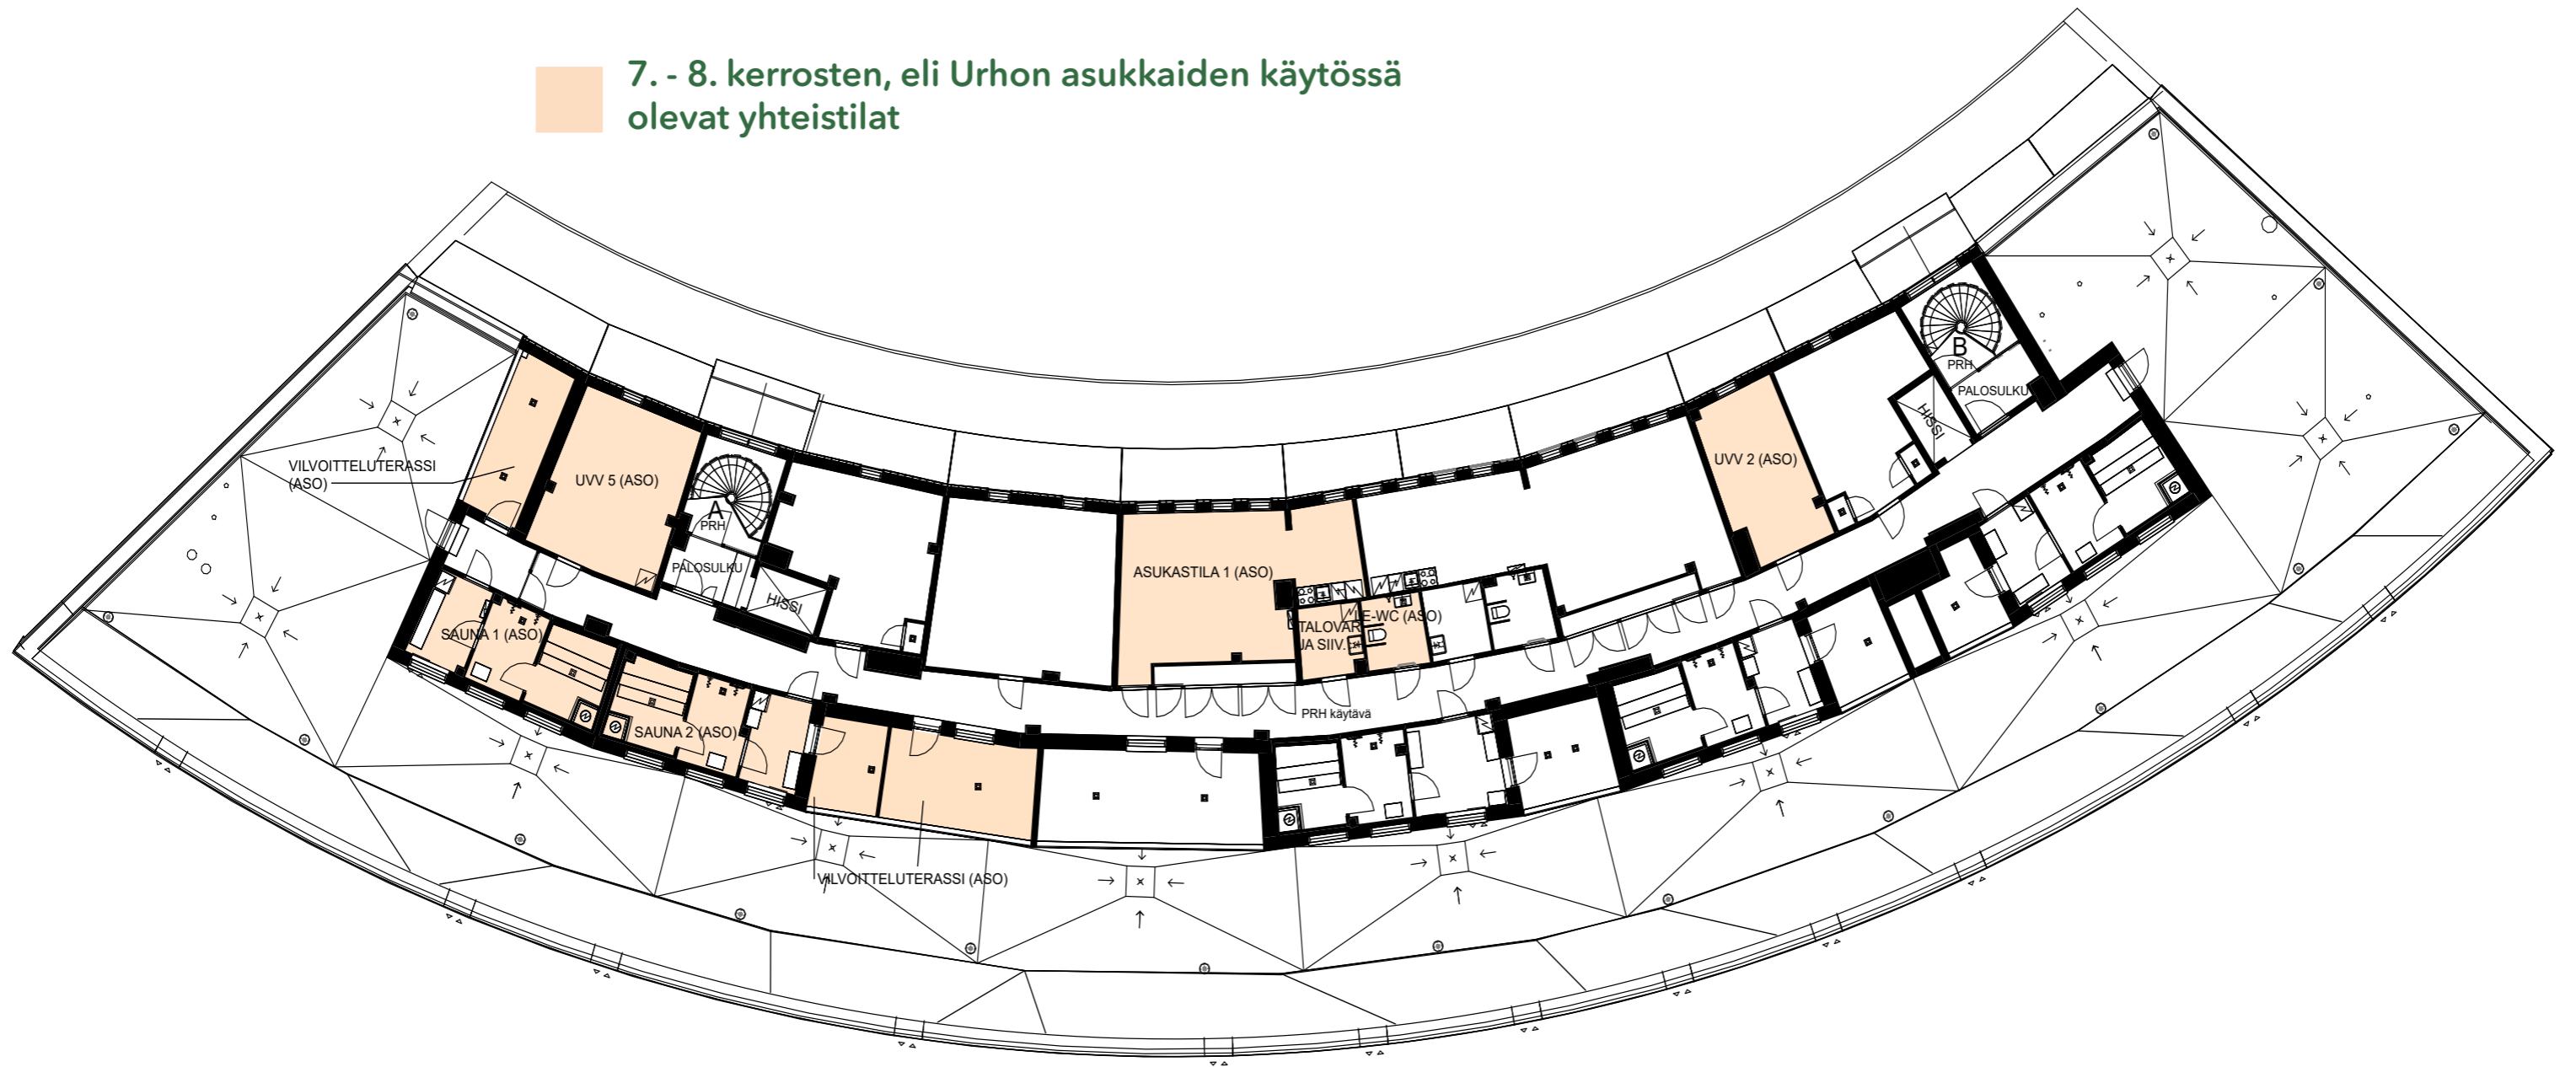 7. - 8. kerrosten, eli Urhon asukkaiden käytössä
olevat yhteistilat
VILVOITTELUTERASSI
(ASO)
UVV 5 (ASO)
A
PRH
PALOSULKU
HISSI
SAUNA 1 (ASO)
SAUNA 2 (ASO)
VILVOITTELUTERASSI (ASO)
ASUKASTILA 1 (ASO)
TALOVAR
JA SIIV.
LE-WC (ASO)
PRH käytävä
UVV 2 (ASO)
B
PRH
PALOSULKU
HISSI